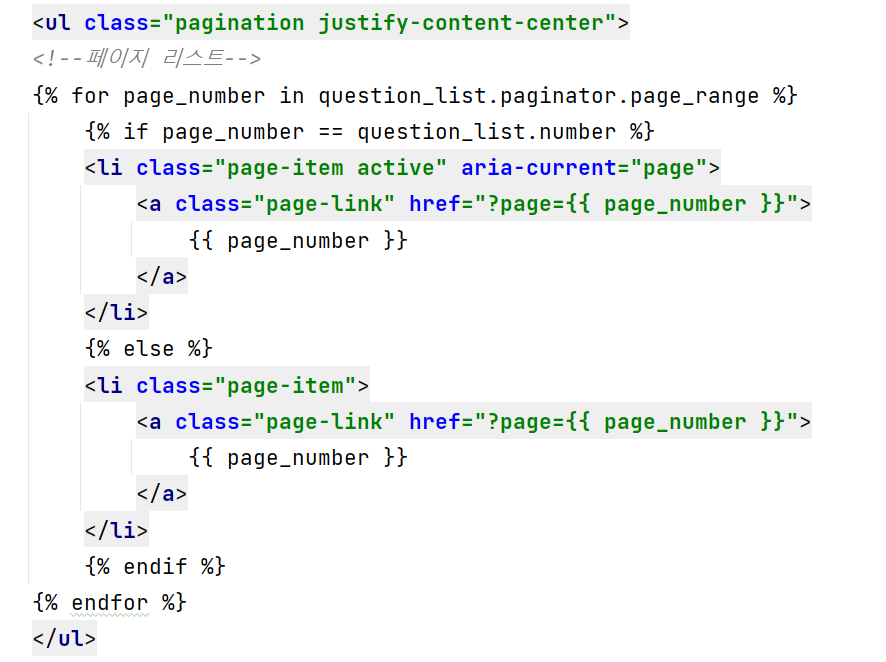 <ul class="pagination justify-content-center">
<!--페이지 리스트-->
{% for page_number in question_list.paginator.page_range %}
{% if page_number == question_list.number %}
<li class="page-item active" aria-current="page">
<a class="page-link" href="?page={{ page_number }}">
{{ page_number }}
</a>
</li>
{% else %}
<li class="page-item">
<a class="page-link" href="?page={{ page_number }}">
{{ page_number }}
</a>
</li>
{% endif %}
{% endfor %}
</ul>